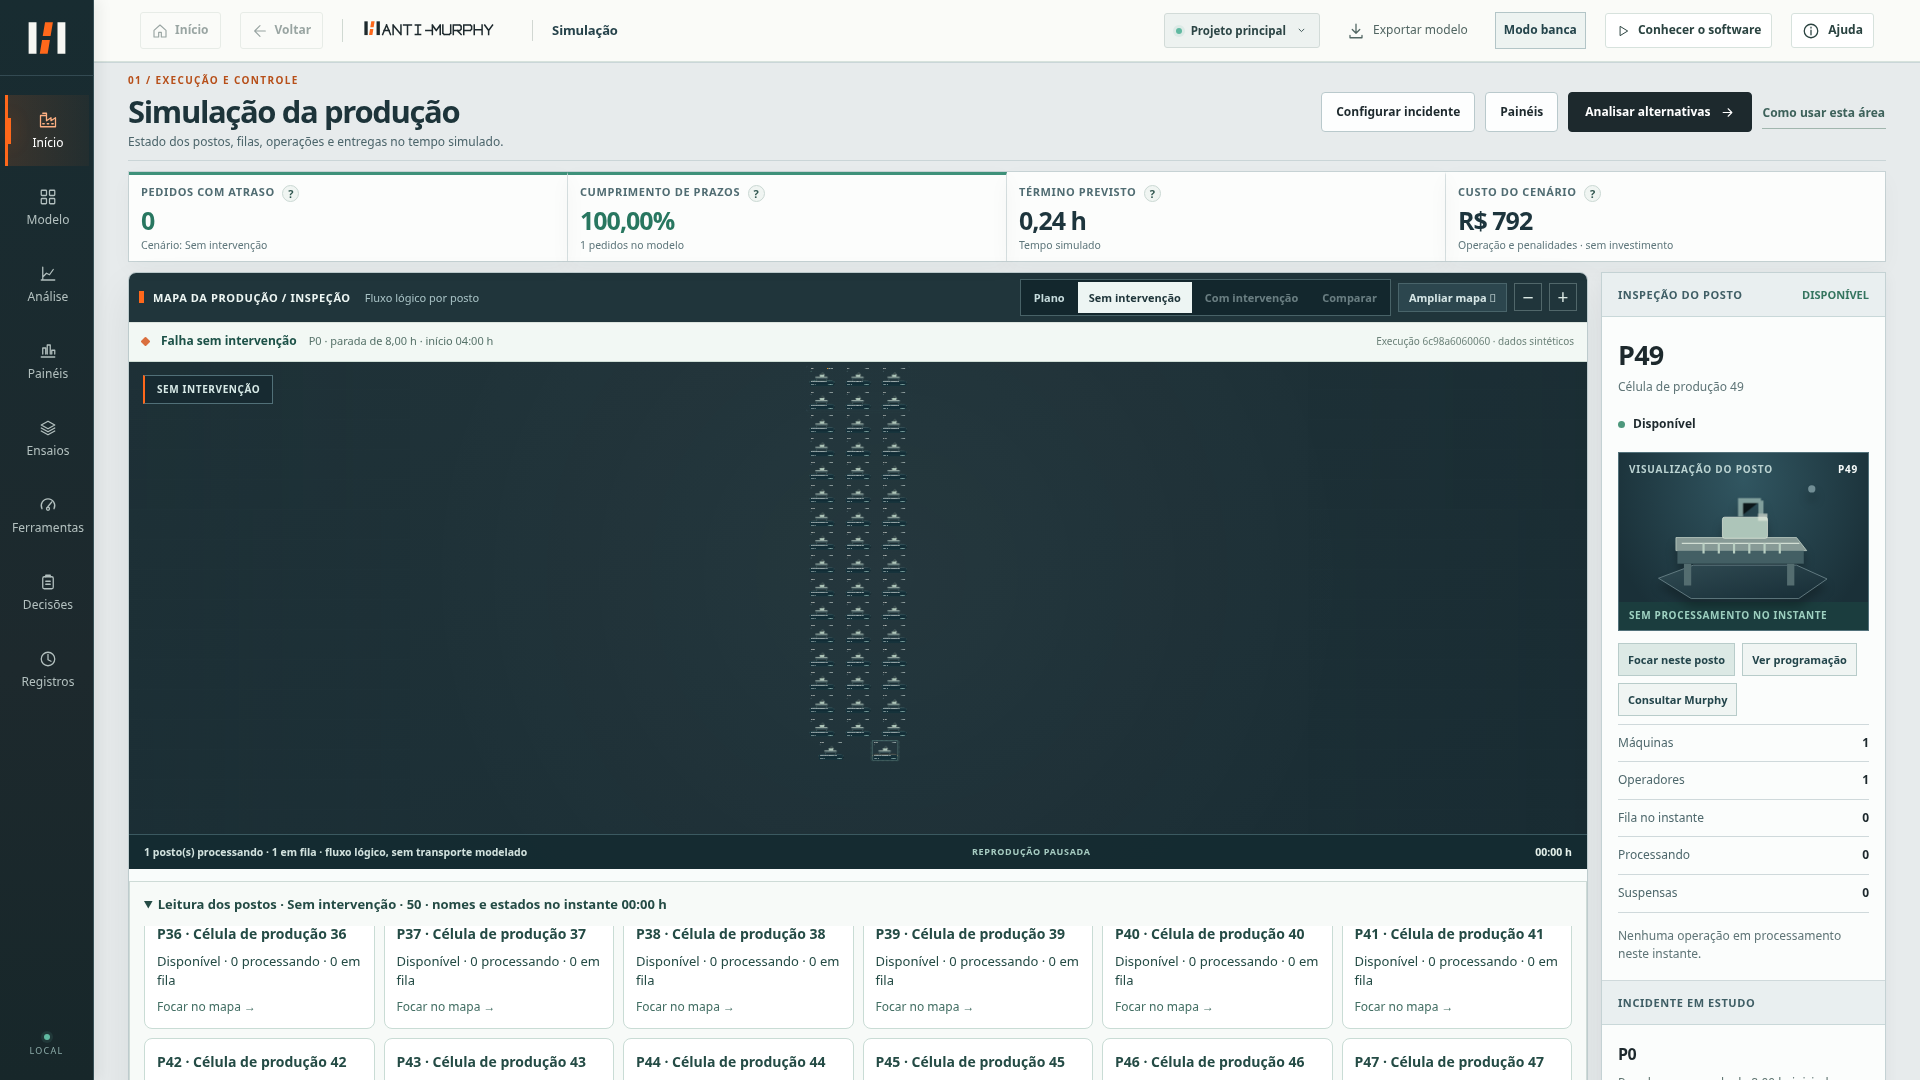 Início
Voltar
ANTI-MURPHY
Simulação
Projeto principal
Exportar modelo
Modo banca
Conhecer o software
Ajuda
Início
Modelo
Análise
Painéis
Ensaios
Ferramentas
Decisões
Registros
LOCAL
01 / EXECUÇÃO E CONTROLE
Simulação da produção
Estado dos postos, filas, operações e entregas no tempo simulado.
Configurar incidente
Painéis
Analisar alternativas →
Como usar esta área
PEDIDOS COM ATRASO ?
0
Cenário: Sem intervenção
CUMPRIMENTO DE PRAZOS ?
100,00%
1 pedidos no modelo
TÉRMINO PREVISTO ?
0,24 h
Tempo simulado
CUSTO DO CENÁRIO ?
R$ 792
Operação e penalidades · sem investimento
MAPA DA PRODUÇÃO / INSPEÇÃO
Fluxo lógico por posto
Plano
Sem intervenção
Com intervenção
Comparar
Ampliar mapa
−
+
Falha sem intervenção
P0 · parada de 8,00 h · início 04:00 h
Execução 6c98a6060060 · dados sintéticos
SEM INTERVENÇÃO
1 posto(s) processando · 1 em fila · fluxo lógico, sem transporte modelado
REPRODUÇÃO PAUSADA
00:00 h
▼ Leitura dos postos · Sem intervenção · 50 · nomes e estados no instante 00:00 h
P36 · Célula de produção 36
Disponível · 0 processando · 0 em
fila
Focar no mapa →
P37 · Célula de produção 37
Disponível · 0 processando · 0 em
fila
Focar no mapa →
P38 · Célula de produção 38
Disponível · 0 processando · 0 em
fila
Focar no mapa →
P39 · Célula de produção 39
Disponível · 0 processando · 0 em
fila
Focar no mapa →
P40 · Célula de produção 40
Disponível · 0 processando · 0 em
fila
Focar no mapa →
P41 · Célula de produção 41
Disponível · 0 processando · 0 em
fila
Focar no mapa →
P42 · Célula de produção 42
P43 · Célula de produção 43
P44 · Célula de produção 44
P45 · Célula de produção 45
P46 · Célula de produção 46
P47 · Célula de produção 47
INSPEÇÃO DO POSTO
DISPONÍVEL
P49
Célula de produção 49
Disponível
VISUALIZAÇÃO DO POSTO
P49
SEM PROCESSAMENTO NO INSTANTE
Focar neste posto
Ver programação
Consultar Murphy
Máquinas 1
Operadores 1
Fila no instante 0
Processando 0
Suspensas 0
Nenhuma operação em processamento
neste instante.
INCIDENTE EM ESTUDO
P0